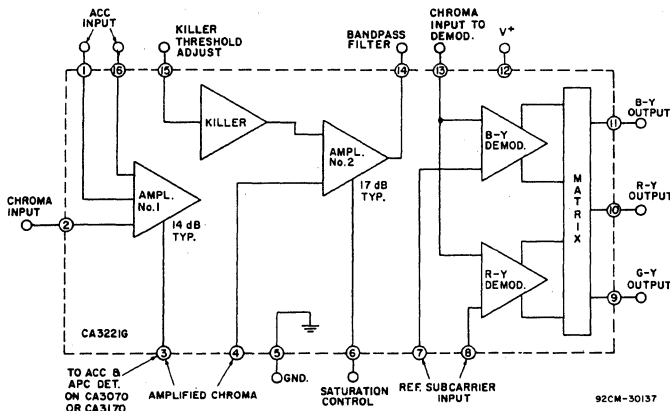 ACC
INPUT
KILLER
THRESHOLD
ADJUST
BANDPASS
FILTER
CHROMA
INPUT TO
DEMOD.
V+
1
16
15
14
13
12
KILLER
AMPL.
No.2
17 dB
TYP.
B-Y
DEMOD.
MATRIX
11
B-Y
OUTPUT
AMPL.
No.1
14 dB
TYP.
CHROMA
INPUT
2
10
R-Y
OUTPUT
R-Y
DEMOD.
9
G-Y
OUTPUT
CA3221G
3
4
5
6
7
8
TO ACC &
APC DET.
ON CA3070
OR CA3170
AMPLIFIED CHROMA
GND.
SATURATION
CONTROL
REF. SUBCARRIER
INPUT
92CM-30137